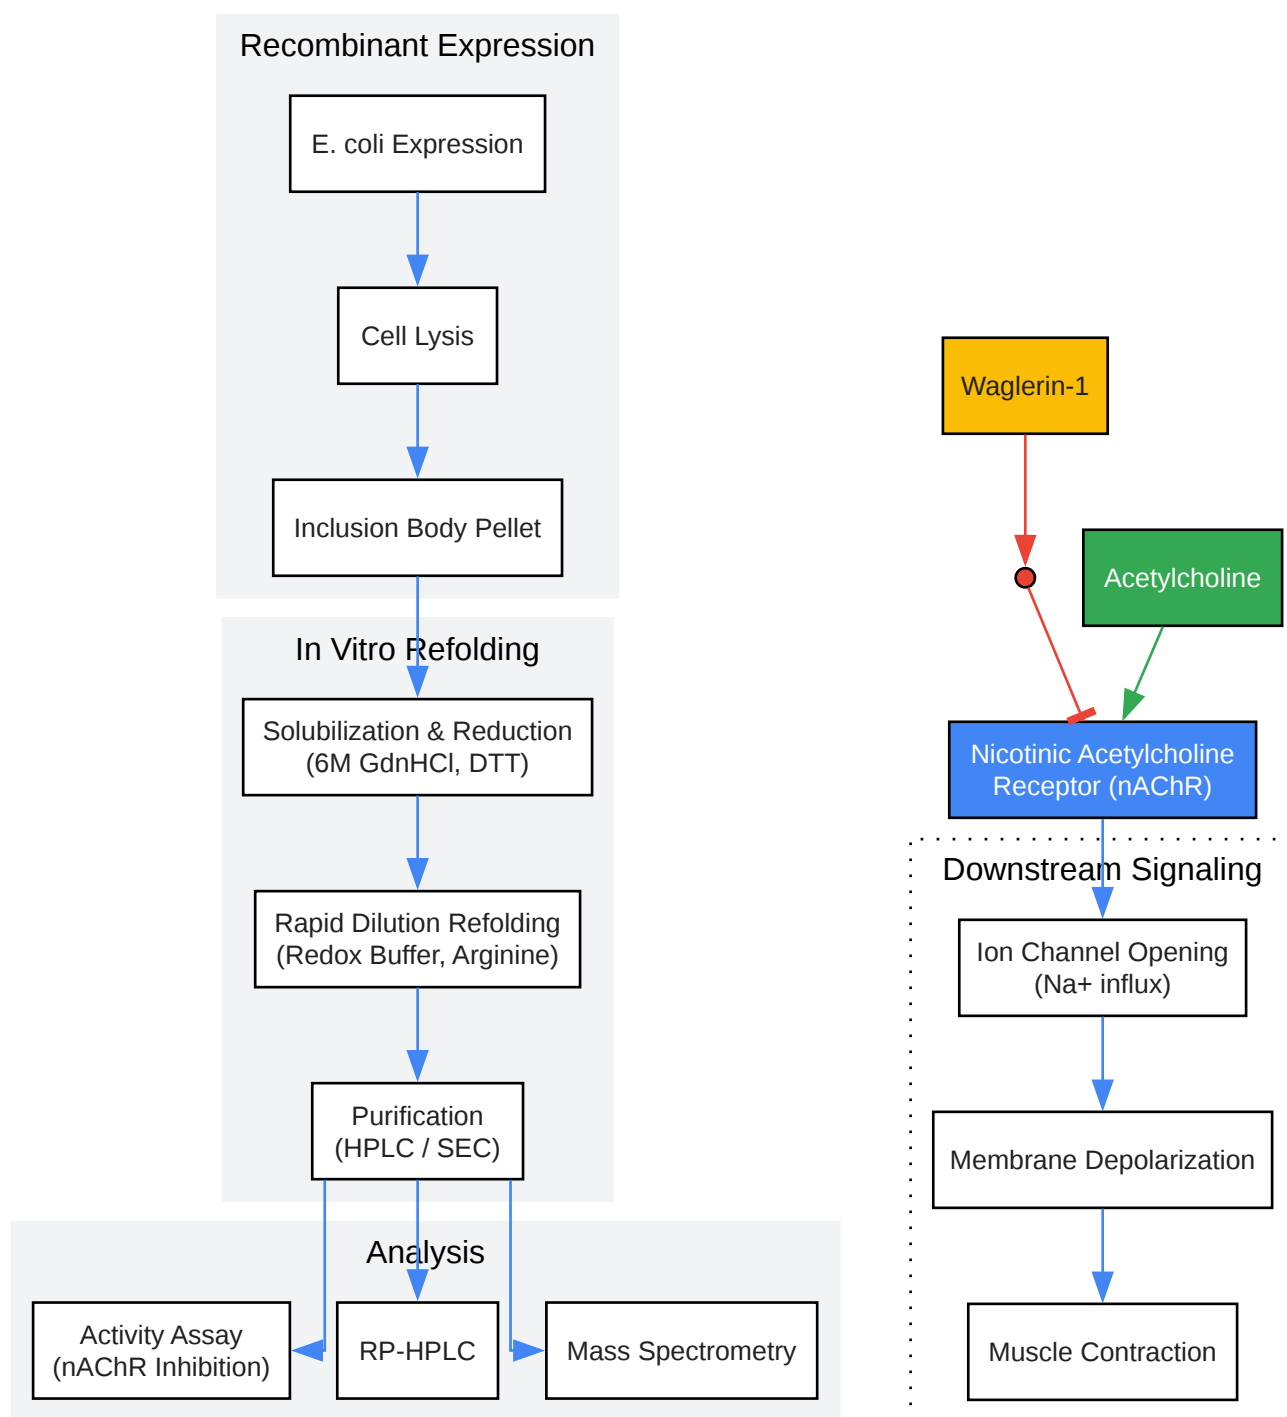 Recombinant Expression
E. coli Expression
Cell Lysis
Inclusion Body Pellet
In Vitro Refolding
Solubilization & Reduction
(6M GdnHCl, DTT)
Rapid Dilution Refolding
(Redox Buffer, Arginine)
Purification
(HPLC / SEC)
Analysis
Activity Assay
(nAChR Inhibition)
RP-HPLC
Mass Spectrometry
Waglerin-1
Acetylcholine
Nicotinic Acetylcholine
Receptor (nAChR)
Downstream Signaling
Ion Channel Opening
(Na+ influx)
Membrane Depolarization
Muscle Contraction